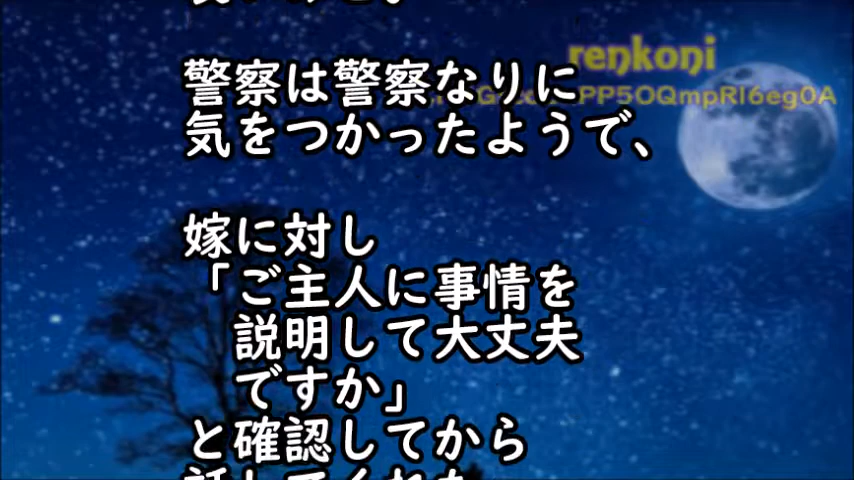 renkoni
警察は警察なりに
気をつかったようで、
嫁に対し
「ご主人に事情を
説明して大丈夫
ですか」
と確認してから